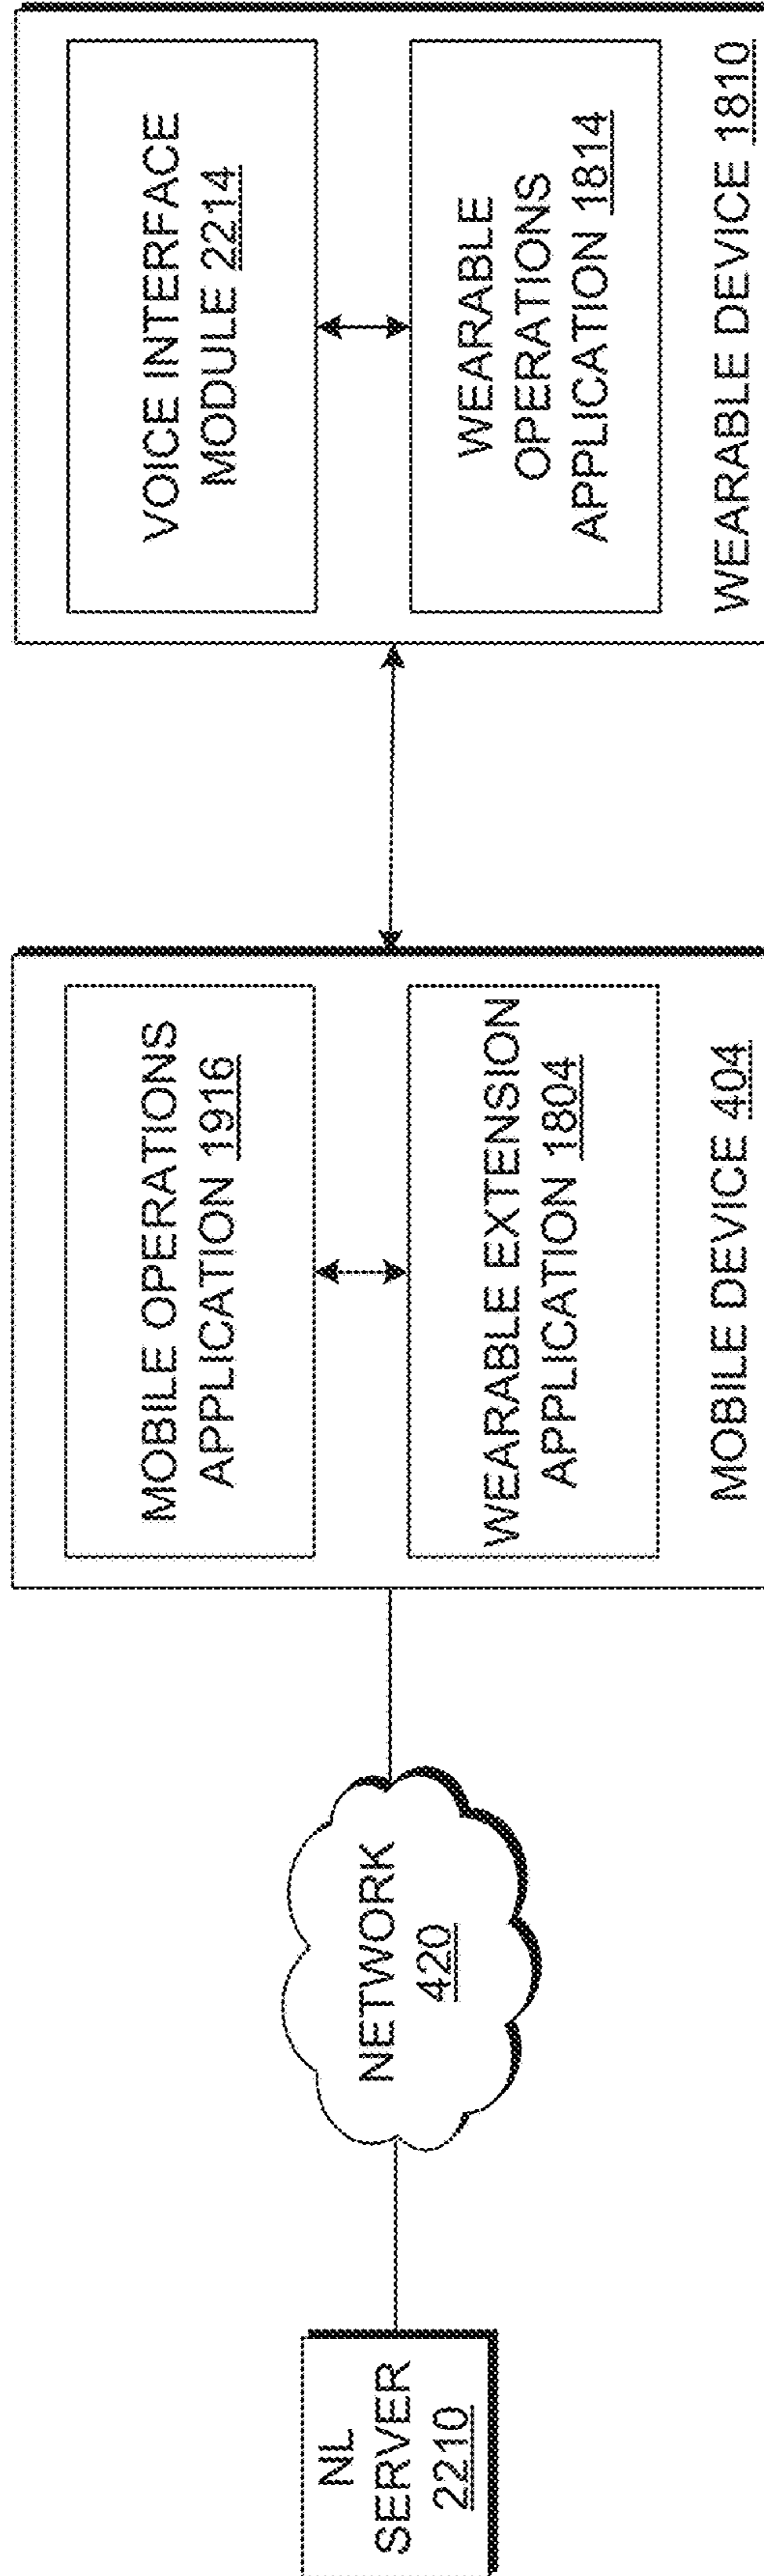 NL
SERVER
2210
NETWORK
420
MOBILE OPERATIONS
APPLICATION 1916
WEARABLE EXTENSION
APPLICATION 1804
MOBILE DEVICE 404
VOICE INTERFACE
MODULE 2214
WEARABLE
OPERATIONS
APPLICATION 1814
WEARABLE DEVICE 1810